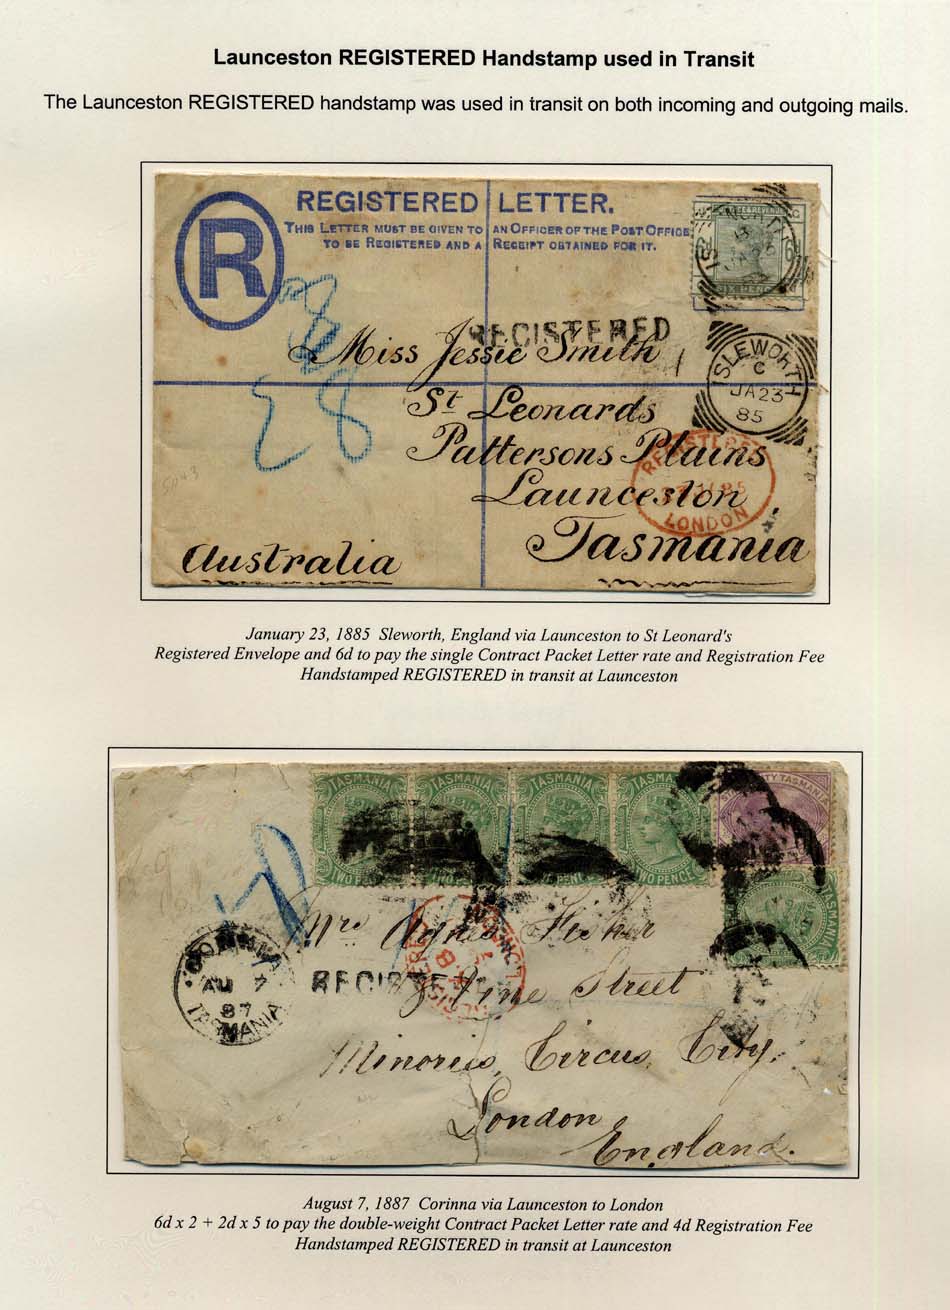 Launceston REGISTERED Handstamp used in Transit
The Launceston REGISTERED handstamp was used in transit on both incoming and outgoing mails.
REGISTERED LETTER.
THIS LETTER MUST BE GIVEN TO AN OFFICER OF THE POST OFFICE
TO BE REGISTERED AND A RECEIPT OBTAINED FOR IT.
R
SIX PENCE
REGISTERED
Miss Jessie Smith
ISLEWORTH
C
JA 23
85
28
St Leonards
Pattersons Plains
REGISTERED
LONDON
Launceston
Tasmania
Australia
January 23, 1885 Sleworth, England via Launceston to St Leonard's
Registered Envelope and 6d to pay the single Contract Packet Letter rate and Registration Fee
Handstamped REGISTERED in transit at Launceston
TASMANIA TASMANIA TASMANIA TASMANIA
TWO PENCE TWO PENCE TWO PENCE
TASMANIA
Mrs Agnes Fisher
CORINNA
AU 7
87
TASMANIA
REGISTERED
Vine Street
Minories, Circus, City,
London
England.
August 7, 1887 Corinna via Launceston to London
6d x 2 + 2d x 5 to pay the double-weight Contract Packet Letter rate and 4d Registration Fee
Handstamped REGISTERED in transit at Launceston